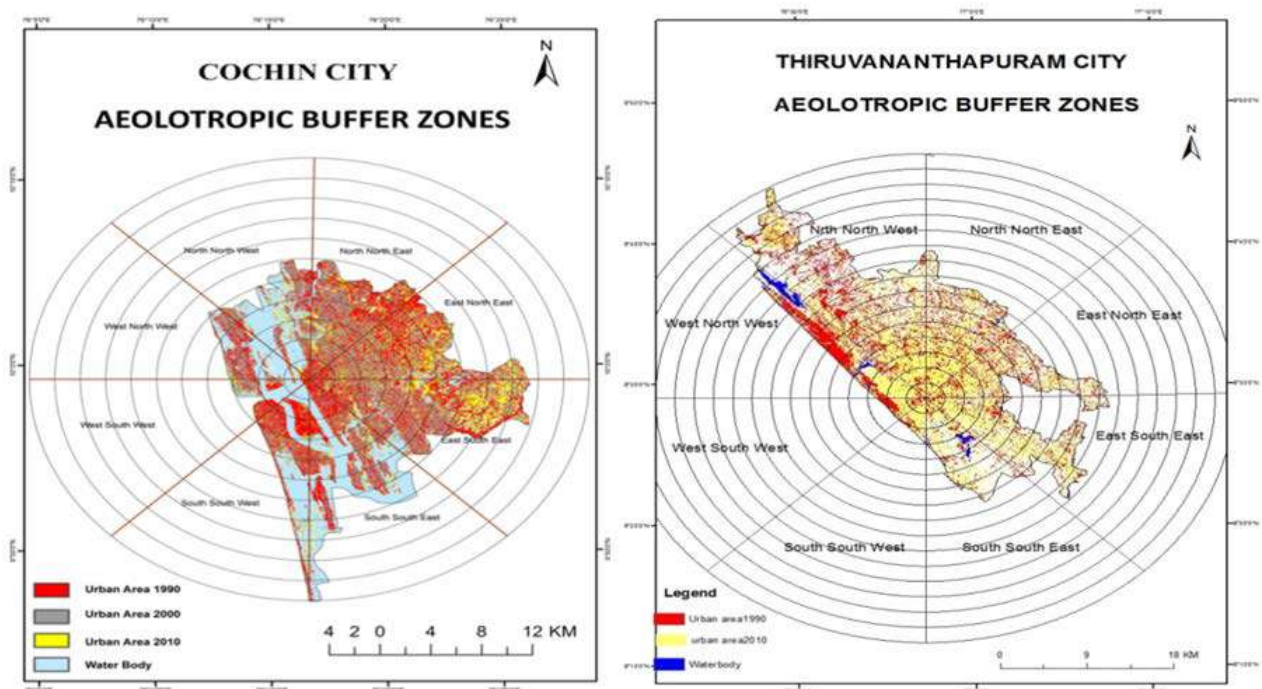 COCHIN CITY
AEOLOTROPIC BUFFER ZONES
N
North North West
North North East
East North East
West North West
West South West
East South East
South South West
South South East
Urban Area 1990
Urban Area 2000
Urban Area 2010
Water Body
4 2 0 4 8 12 KM
THIRUVANANTHAPURAM CITY
AEOLOTROPIC BUFFER ZONES
N
Nrth North West
North North East
West North West
East North East
West South West
East South East
South South West
South South East
Legend
Urban area1990
urban area2010
Waterbody
0 9 18 KM